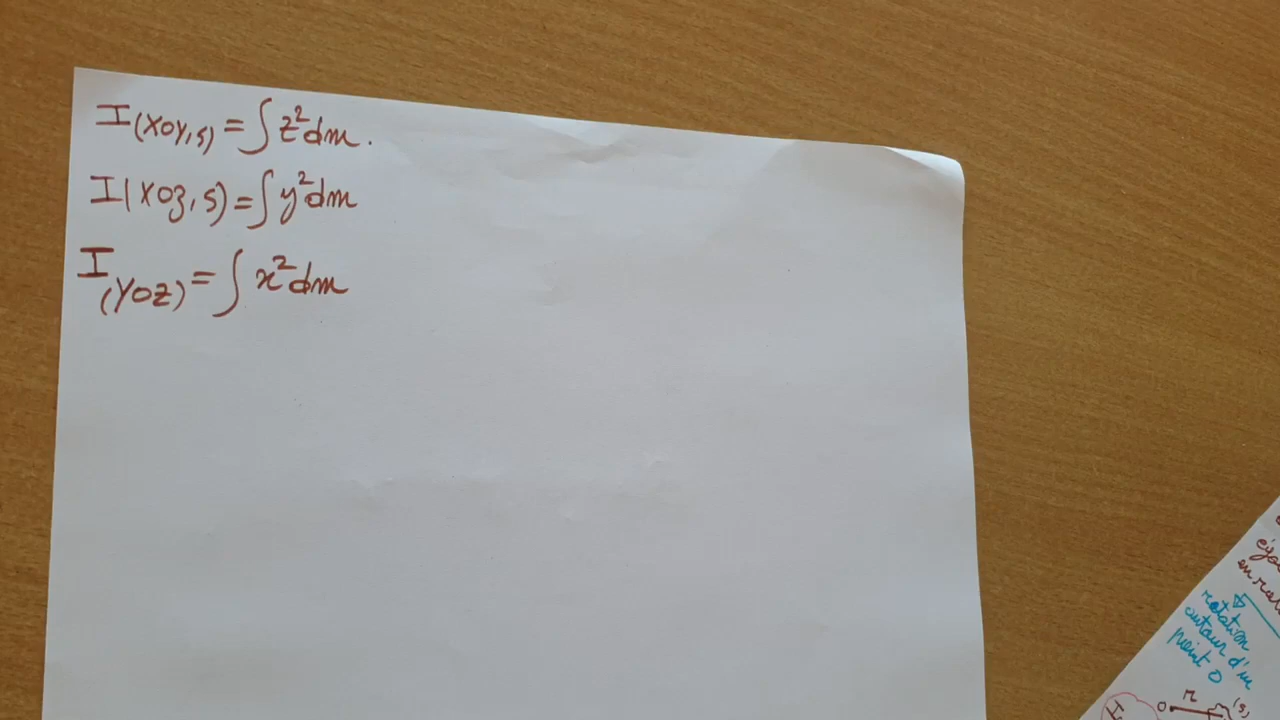 I(XOY,S) = ∫z²dm.
I(XOz,S) = ∫y²dm
I(YOZ) = ∫x²dm
rotation
autour d'un
point O
O r (S)
I